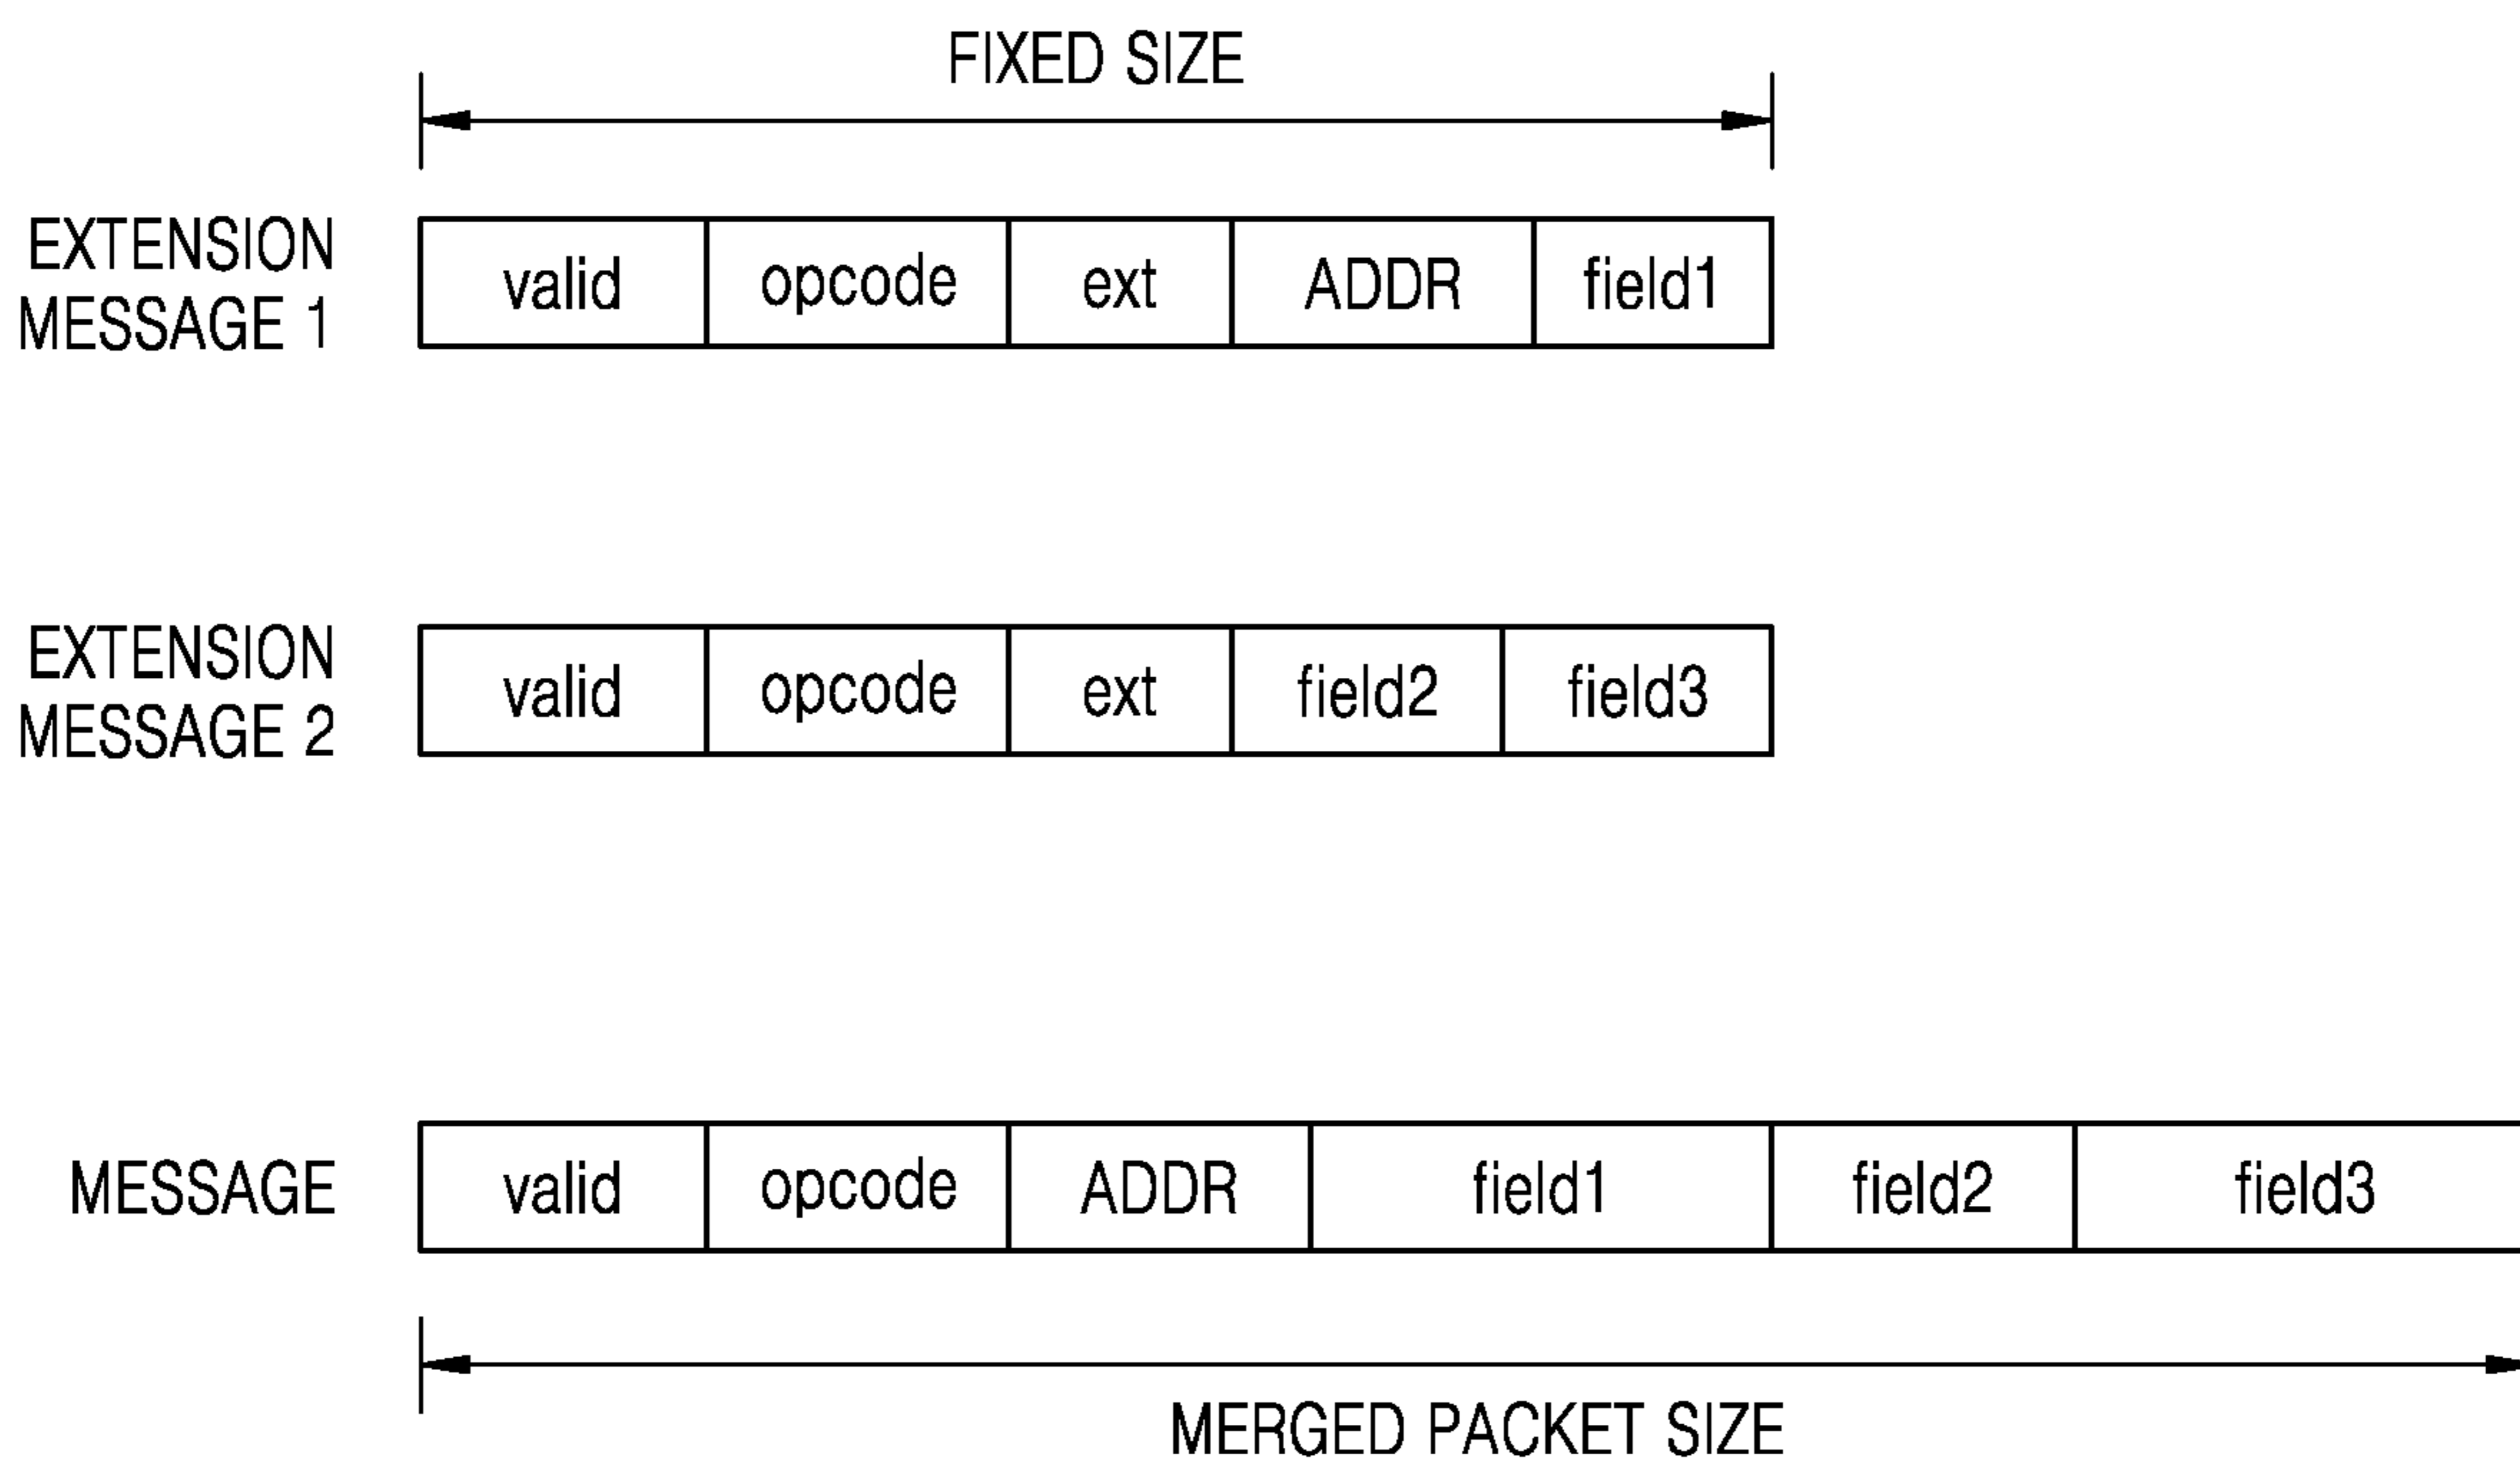 FIXED SIZE
EXTENSION
MESSAGE 1
valid opcode ext ADDR field1
EXTENSION
MESSAGE 2
valid opcode ext field2 field3
MESSAGE
valid opcode ADDR field1 field2 field3
MERGED PACKET SIZE